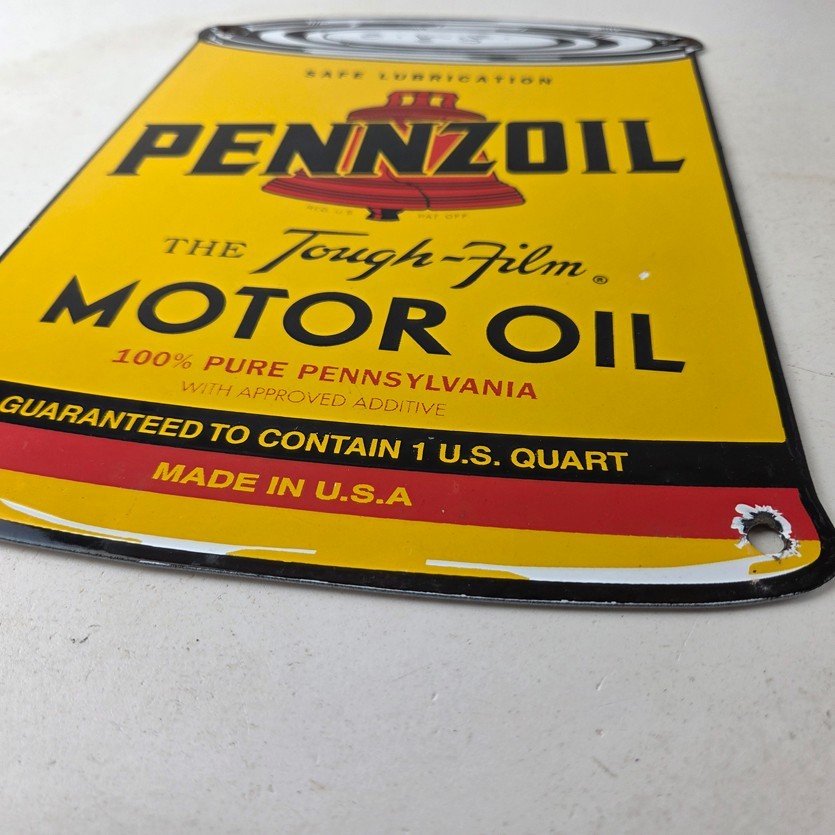 SAFE LUBRICATION
PENNZOIL
REG. U.S. PAT. OFF.
THE Tough-Film®
MOTOR OIL
100% PURE PENNSYLVANIA
WITH APPROVED ADDITIVE
GUARANTEED TO CONTAIN 1 U.S. QUART
MADE IN U.S.A